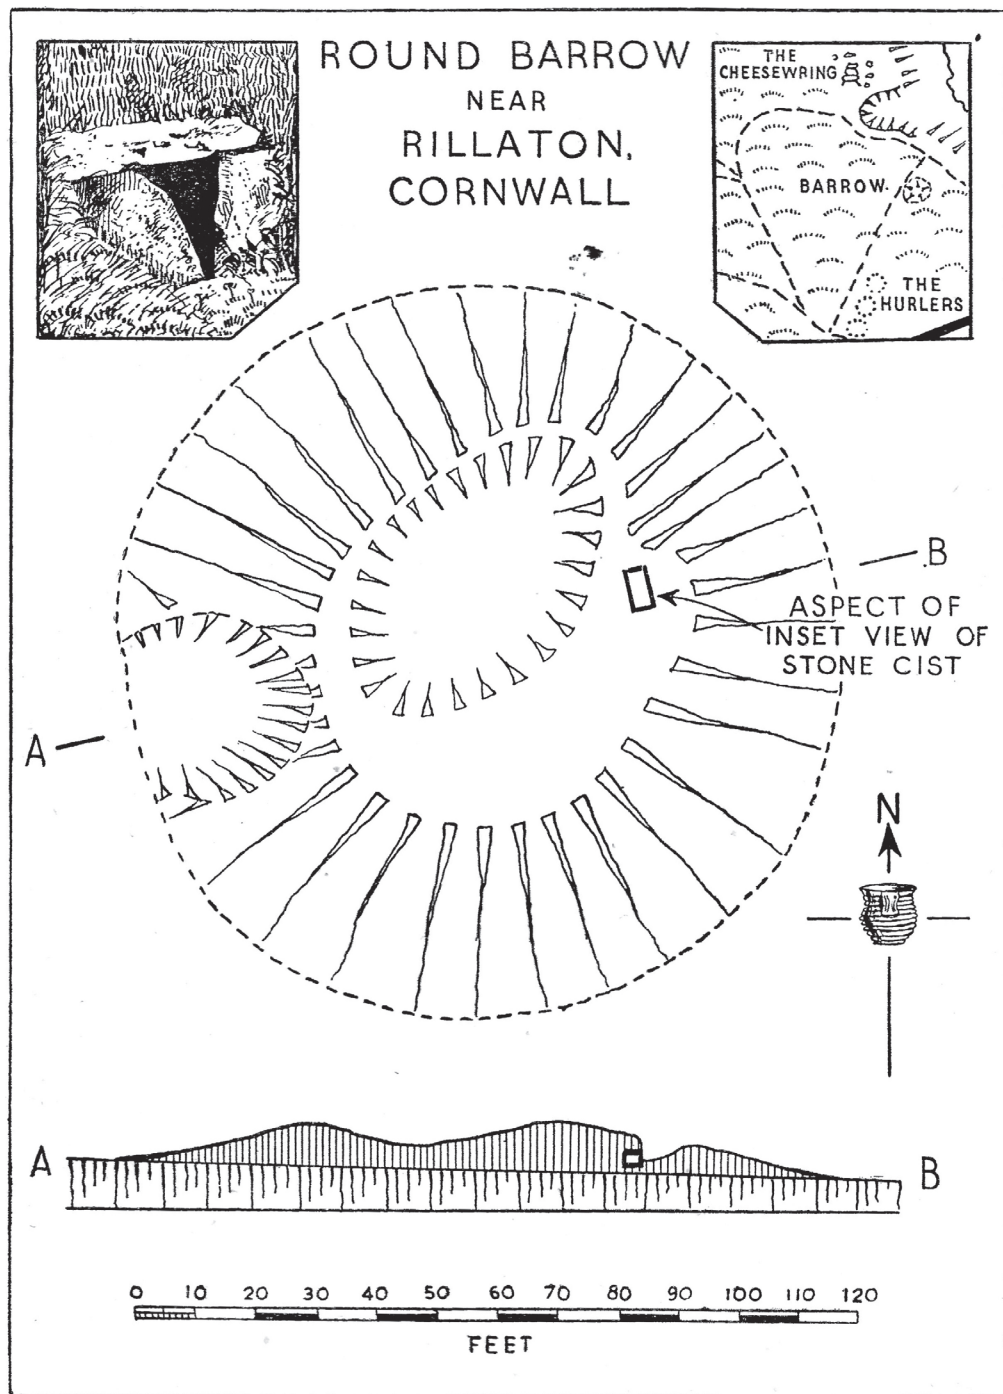 ROUND BARROW
NEAR
RILLATON,
CORNWALL
THE
CHEESEWRING
BARROW.
THE
HURLERS
B
ASPECT OF
INSET VIEW OF
STONE CIST
A
N
A
B
0 10 20 30 40 50 60 70 80 90 100 110 120
FEET